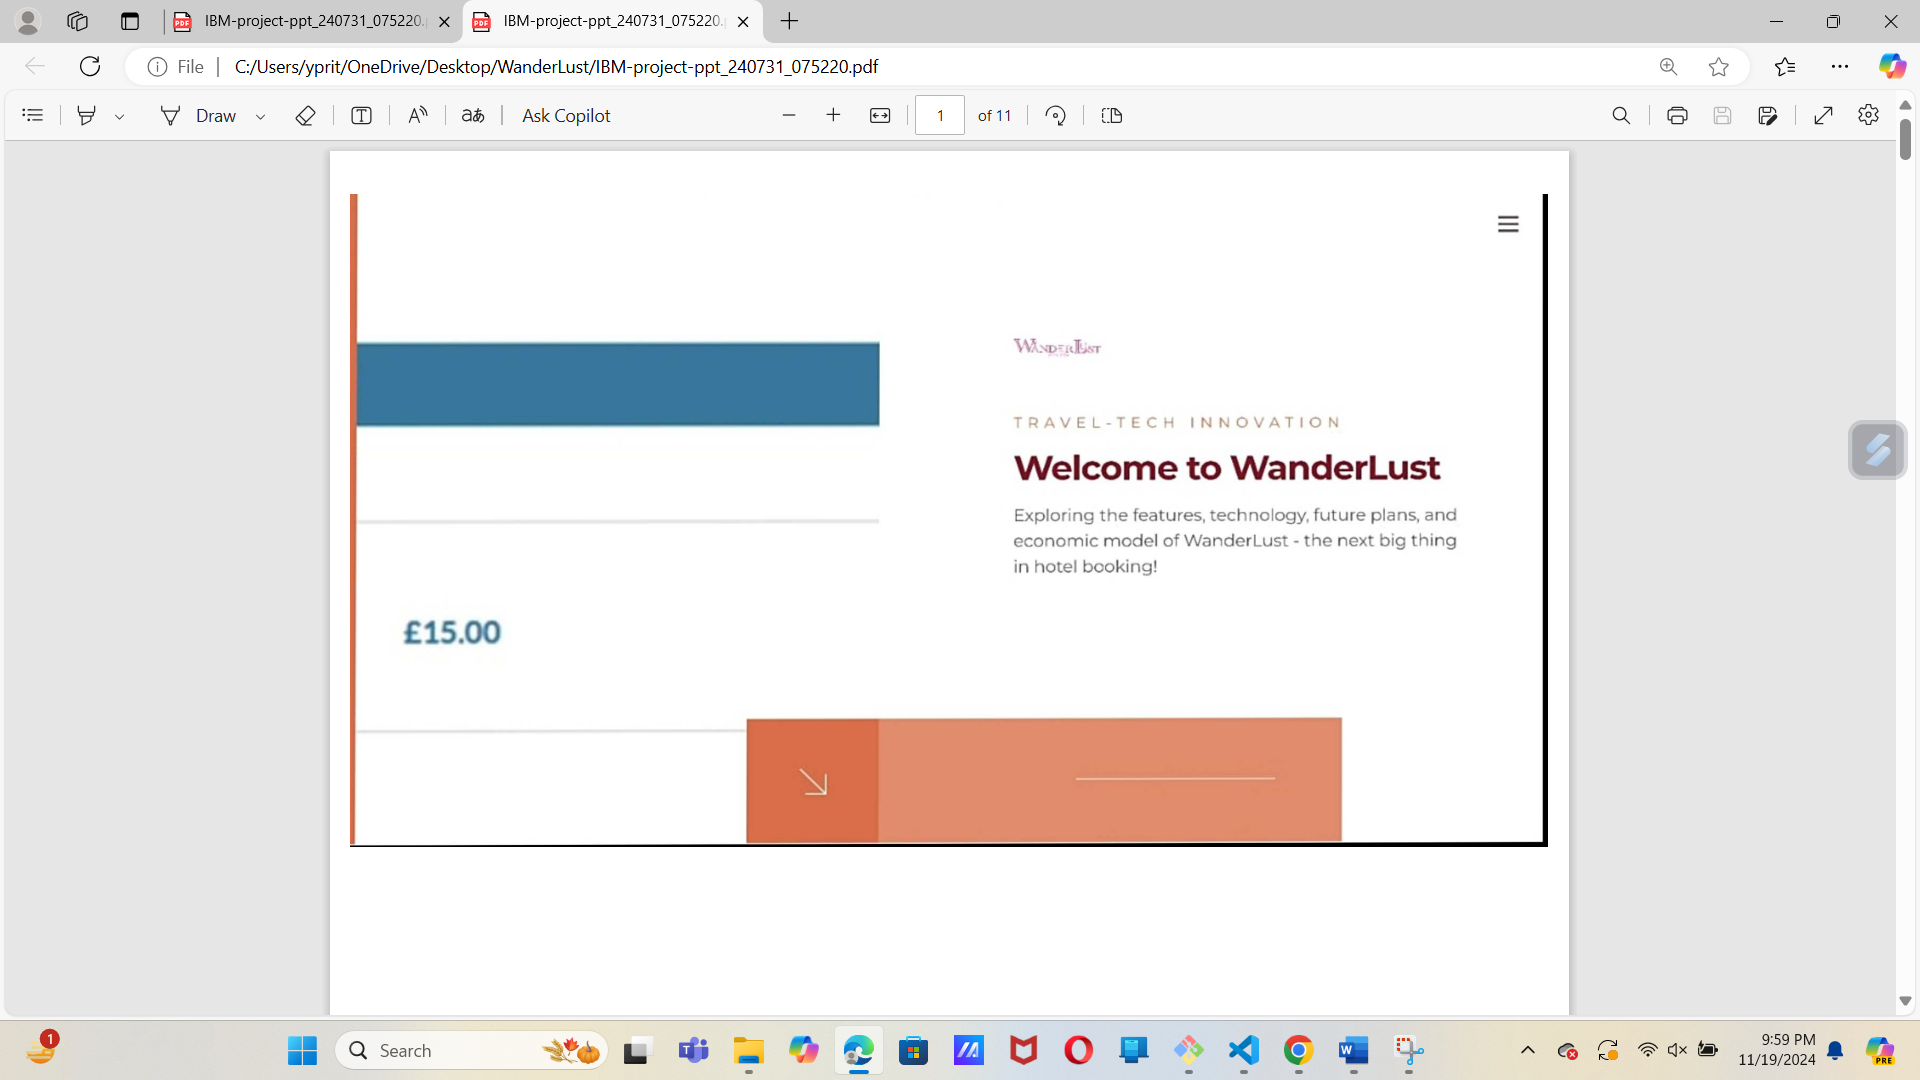 IBM-project-ppt_240731_075220.
IBM-project-ppt_240731_075220.
File
C:/Users/yprit/OneDrive/Desktop/WanderLust/IBM-project-ppt_240731_075220.pdf
Draw
Ask Copilot
1 of 11
WANDERLUST
TRAVEL-TECH INNOVATION
Welcome to WanderLust
Exploring the features, technology, future plans, and
economic model of WanderLust - the next big thing
in hotel booking!
£15.00
1
Search
9:59 PM
11/19/2024
PRE